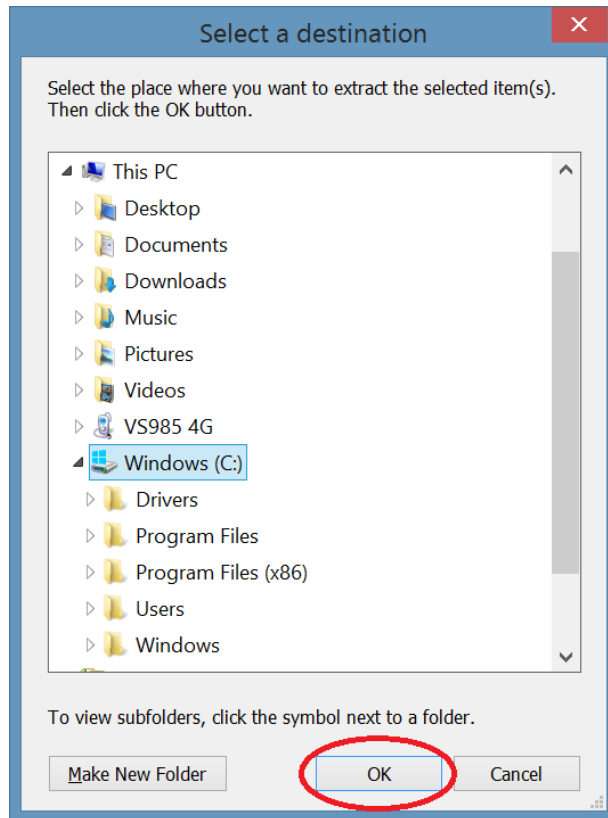 Select a destination
Select the place where you want to extract the selected item(s).
Then click the OK button.
This PC
Desktop
Documents
Downloads
Music
Pictures
Videos
VS985 4G
Windows (C:)
Drivers
Program Files
Program Files (x86)
Users
Windows
To view subfolders, click the symbol next to a folder.
Make New Folder OK Cancel